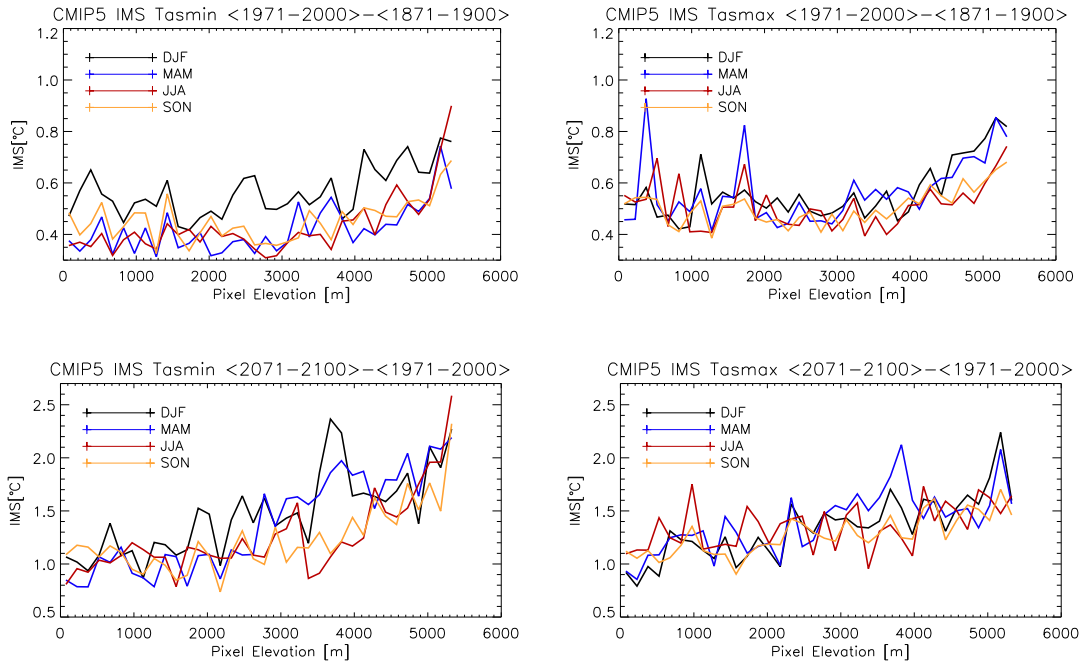 CMIP5 IMS Tasmin <1971-2000>-<1871-1900>
1.2
1.0
0.8
0.6
0.4
IMS[°C]
DJF
MAM
JJA
SON
0 1000 2000 3000 4000 5000 6000
Pixel Elevation [m]
CMIP5 IMS Tasmax <1971-2000>-<1871-1900>
1.2
1.0
0.8
0.6
0.4
IMS[°C]
DJF
MAM
JJA
SON
0 1000 2000 3000 4000 5000 6000
Pixel Elevation [m]
CMIP5 IMS Tasmin <2071-2100>-<1971-2000>
2.5
2.0
1.5
1.0
0.5
IMS[°C]
DJF
MAM
JJA
SON
0 1000 2000 3000 4000 5000 6000
Pixel Elevation [m]
CMIP5 IMS Tasmax <2071-2100>-<1971-2000>
2.5
2.0
1.5
1.0
0.5
IMS[°C]
DJF
MAM
JJA
SON
0 1000 2000 3000 4000 5000 6000
Pixel Elevation [m]